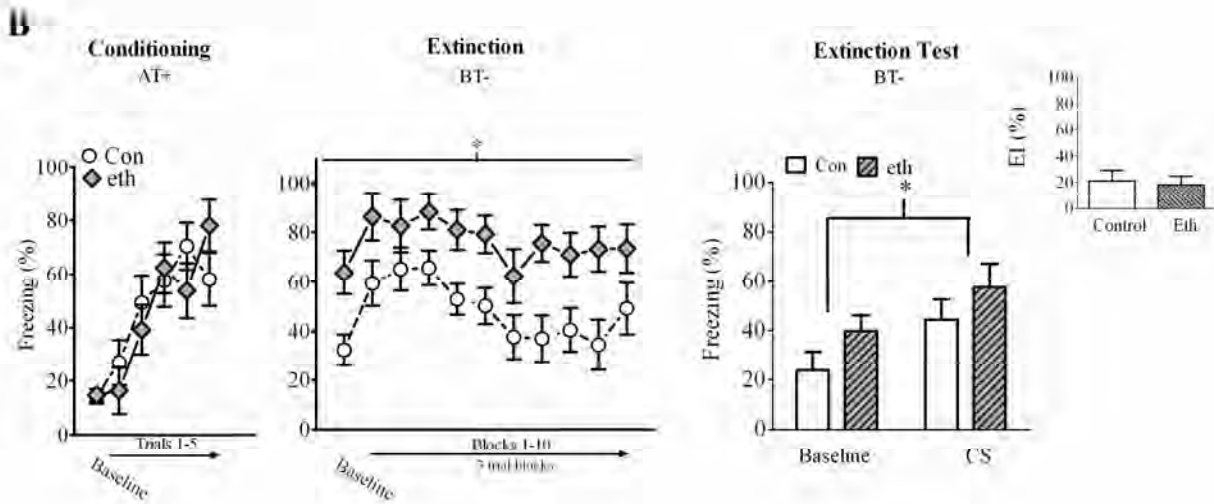 B
Conditioning
AT+
Con
eth
Freezing (%)
100
80
60
40
20
0
Trials 1-5
Baseline
Extinction
BT-
*
100
80
60
40
20
0
Blocks 1-10
Baseline
Extinction Test
BT-
Con
eth
*
Freezing (%)
100
80
60
40
20
0
Baseline
CS
EI (%)
100
80
60
40
20
0
Control
Eth